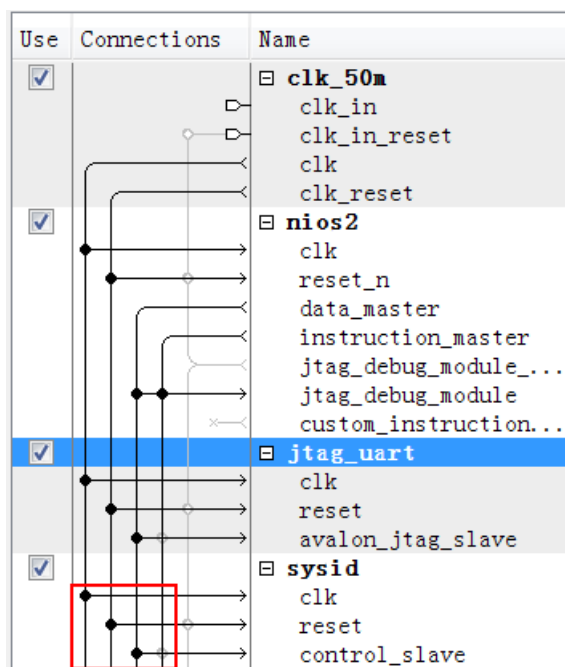 Use Connections Name
clk_50m
clk_in
clk_in_reset
clk
clk_reset
nios2
clk
reset_n
data_master
instruction_master
jtag_debug_module_...
jtag_debug_module
custom_instruction...
jtag_uart
clk
reset
avalon_jtag_slave
sysid
clk
reset
control_slave